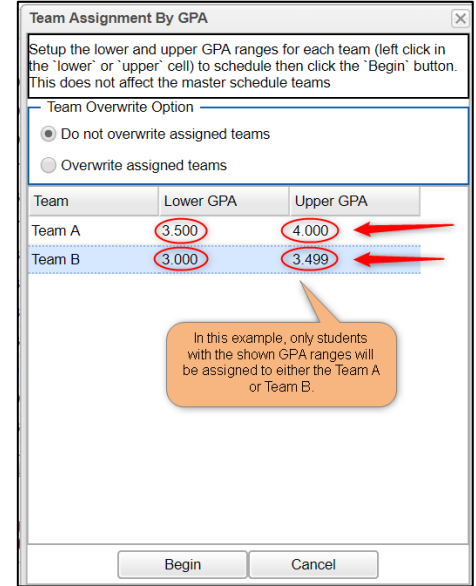 Team Assignment By GPA
Setup the lower and upper GPA ranges for each team (left click in
the `lower` or `upper` cell) to schedule then click the `Begin` button.
This does not affect the master schedule teams
Team Overwrite Option
Do not overwrite assigned teams
Overwrite assigned teams
Team Lower GPA Upper GPA
Team A 3.500 4.000
Team B 3.000 3.499
In this example, only students
with the shown GPA ranges will
be assigned to either the Team A
or Team B.
Begin Cancel